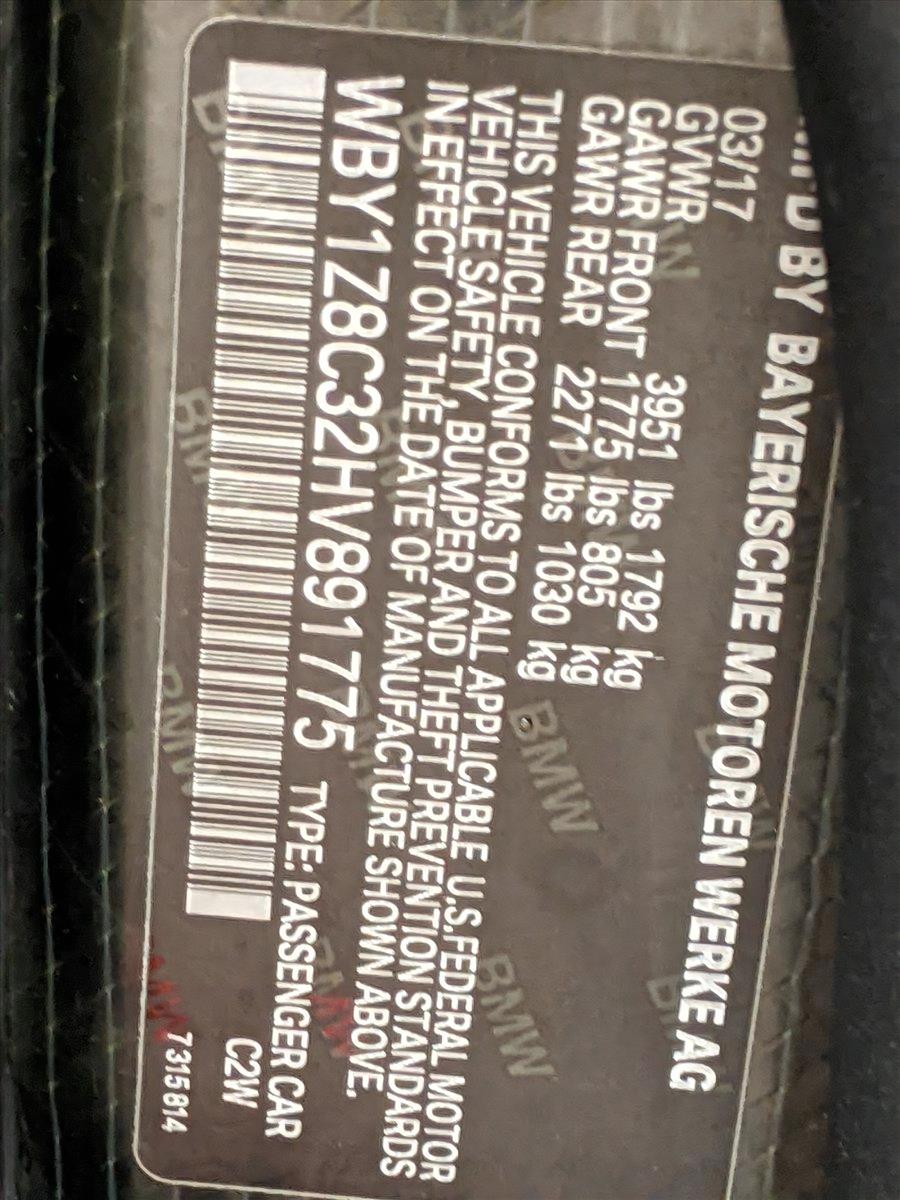 BY BAYERISCHE MOTOREN WERKE AG
03/17
GVWR 3951 lbs 1792 kg
GAWR FRONT 1775 lbs 805 kg
GAWR REAR 2271 lbs 1030 kg
THIS VEHICLE CONFORMS TO ALL APPLICABLE U.S.FEDERAL MOTOR
VEHICLE SAFETY, BUMPER AND THEFT PREVENTION STANDARDS
IN EFFECT ON THE DATE OF MANUFACTURE SHOWN ABOVE.
WBY1Z8C32HV891775 TYPE: PASSENGER CAR
C2W
7315814